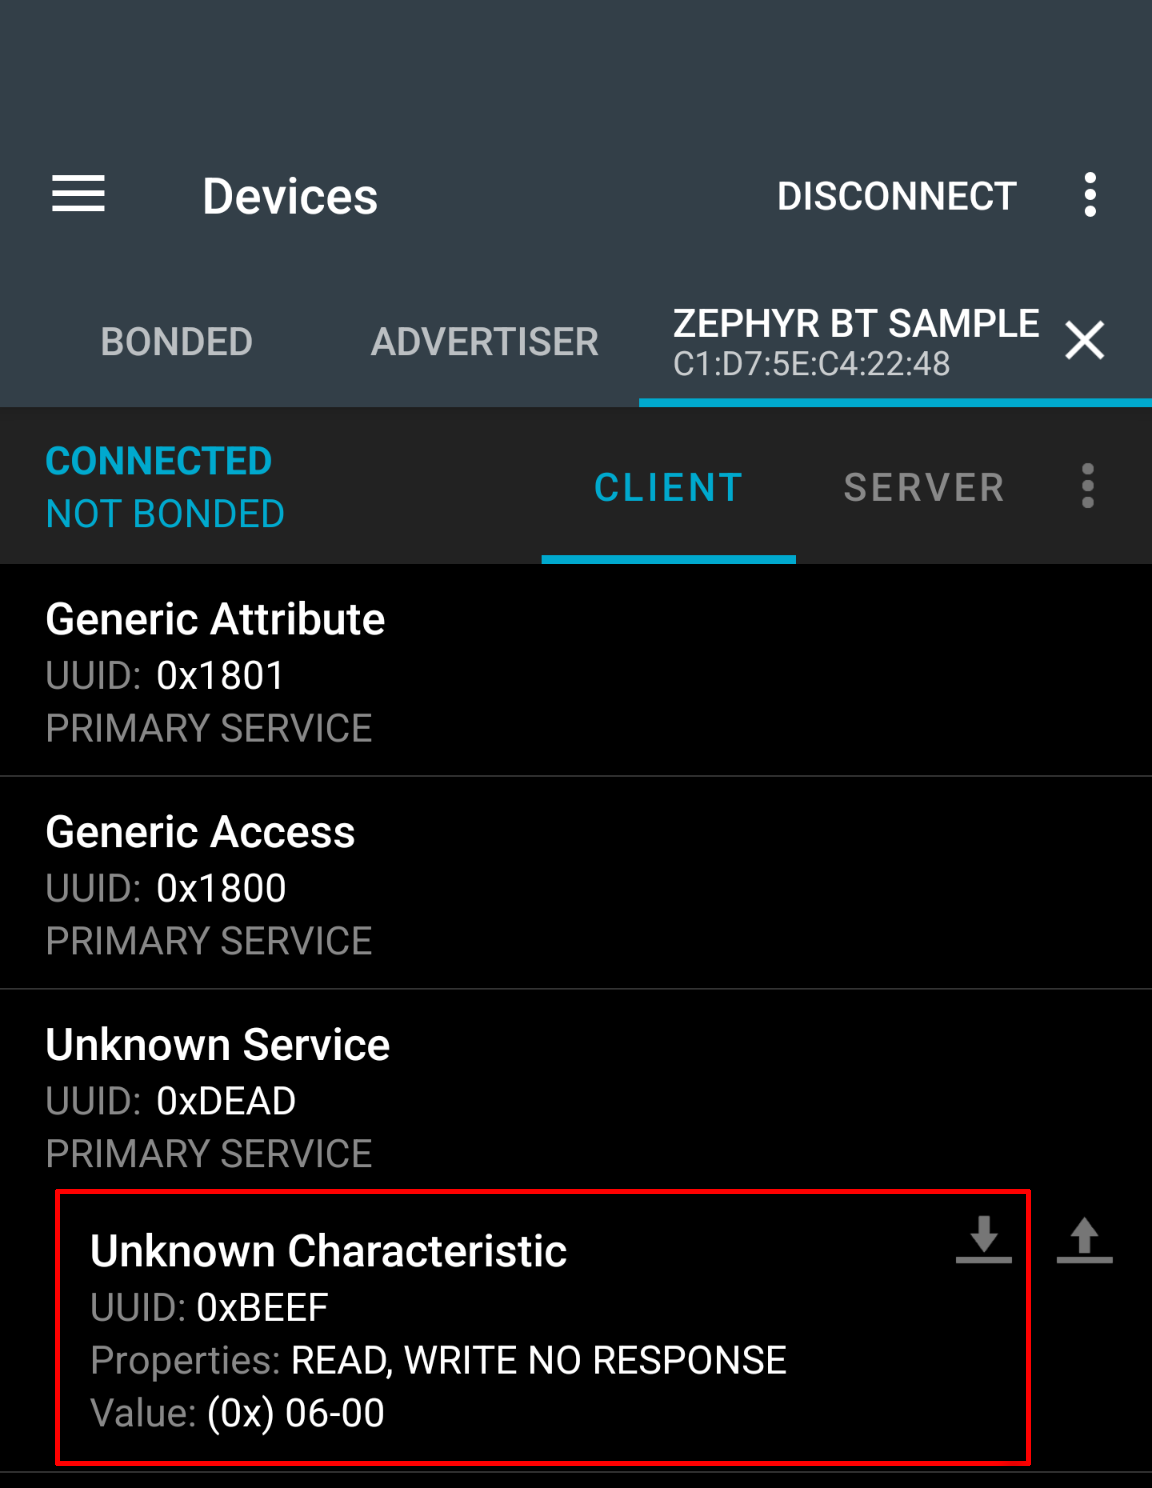 Devices
DISCONNECT
BONDED
ADVERTISER
ZEPHYR BT SAMPLE
C1:D7:5E:C4:22:48
CONNECTED
NOT BONDED
CLIENT
SERVER
Generic Attribute
UUID: 0x1801
PRIMARY SERVICE
Generic Access
UUID: 0x1800
PRIMARY SERVICE
Unknown Service
UUID: 0xDEAD
PRIMARY SERVICE
Unknown Characteristic
UUID: 0xBEEF
Properties: READ, WRITE NO RESPONSE
Value: (0x) 06-00